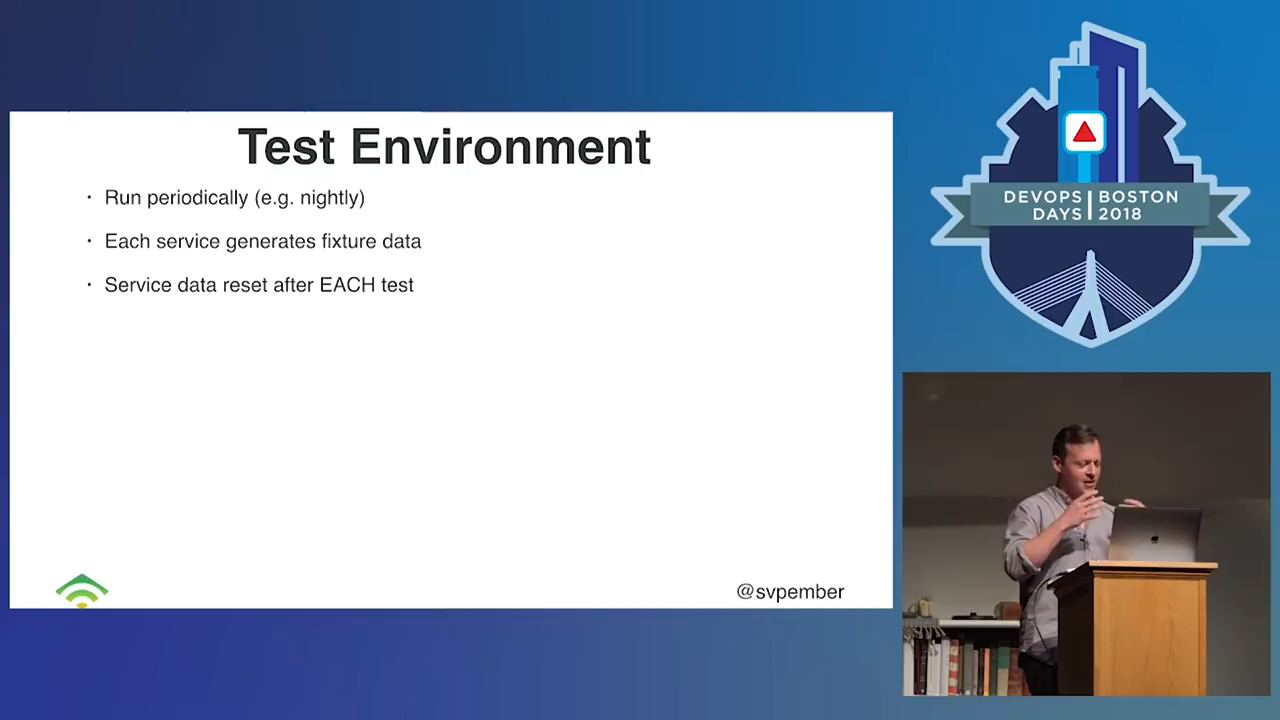 Test Environment
· Run periodically (e.g. nightly)
· Each service generates fixture data
· Service data reset after EACH test
@svpember
DEVOPS | BOSTON
DAYS | 2018